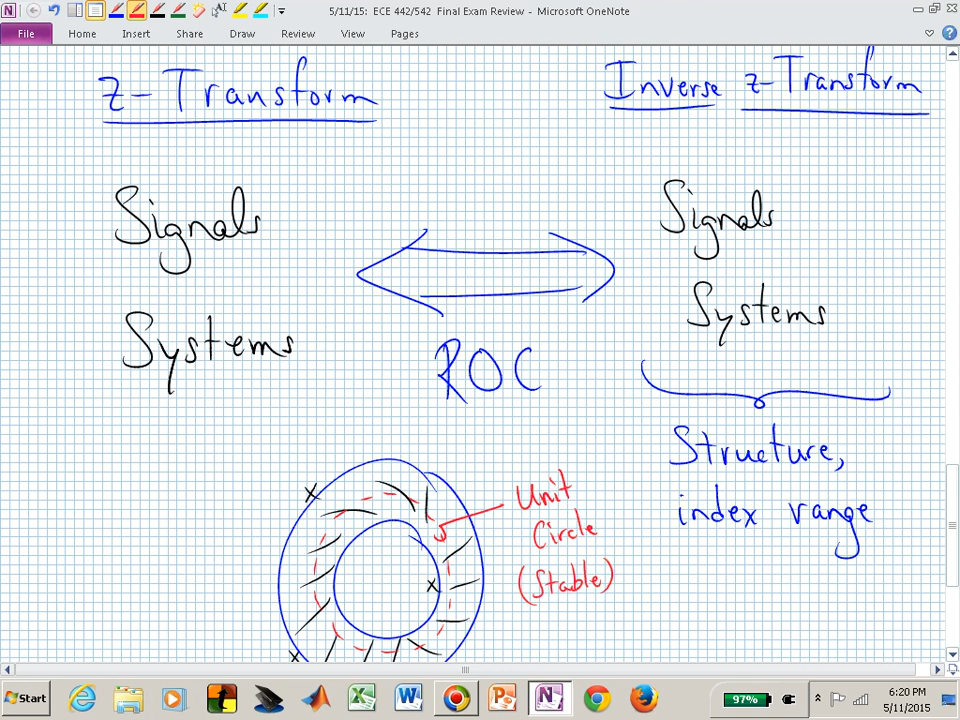 5/11/15: ECE 442/542 Final Exam Review - Microsoft OneNote
File Home Insert Share Draw Review View Pages
z-Transform
Inverse z-Transform
Signals
Systems
ROC
Signals
Systems
Structure,
index range
x
x
x
Unit
Circle
(Stable)
Start
97%
6:20 PM
5/11/2015